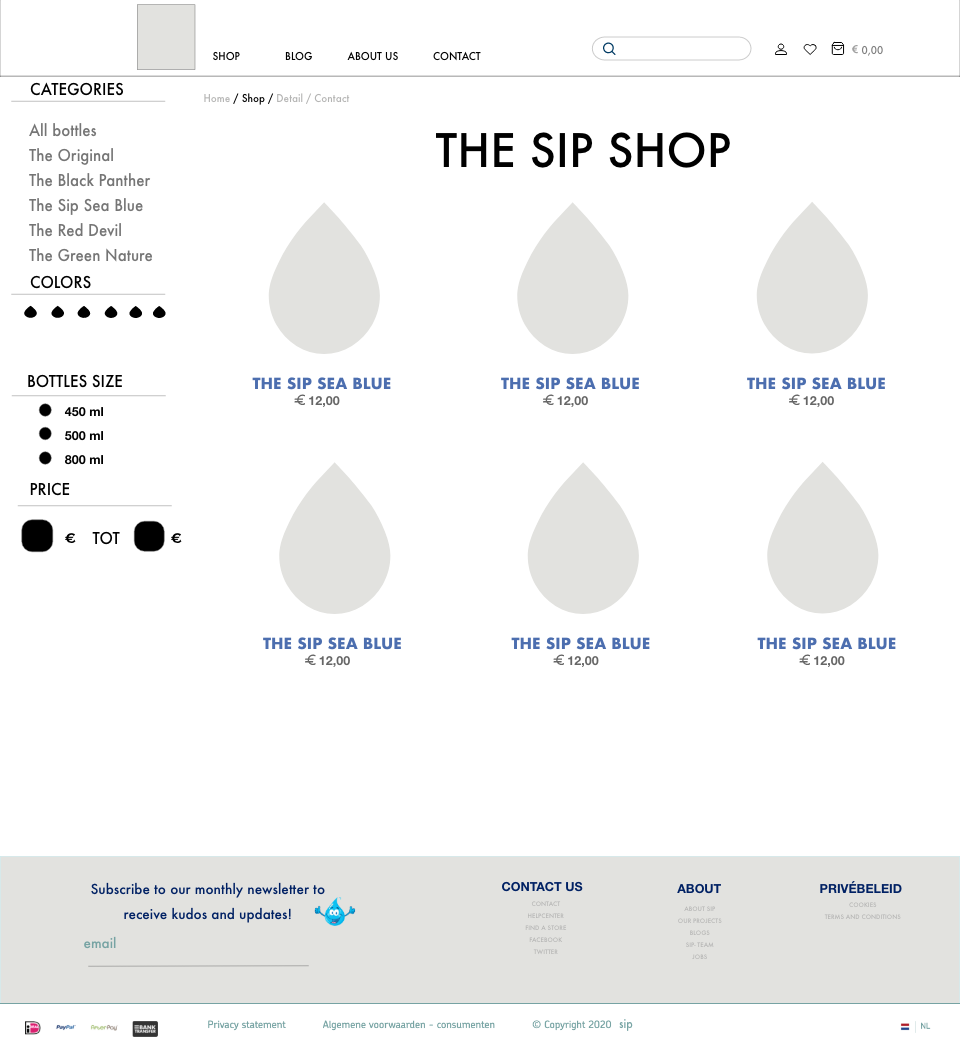 SHOP BLOG ABOUT US CONTACT € 0,00
CATEGORIES
All bottles
The Original
The Black Panther
The Sip Sea Blue
The Red Devil
The Green Nature
COLORS
BOTTLES SIZE
450 ml
500 ml
800 ml
PRICE
€ TOT €
Home / Shop / Detail / Contact
THE SIP SHOP
THE SIP SEA BLUE
€ 12,00
THE SIP SEA BLUE
€ 12,00
THE SIP SEA BLUE
€ 12,00
THE SIP SEA BLUE
€ 12,00
THE SIP SEA BLUE
€ 12,00
THE SIP SEA BLUE
€ 12,00
Subscribe to our monthly newsletter to
receive kudos and updates!
email
CONTACT US
CONTACT
HELPCENTER
FIND A STORE
FACEBOOK
TWITTER
ABOUT
ABOUT SIP
OUR PROJECTS
BLOGS
SIP-TEAM
JOBS
PRIVÉBELEID
COOKIES
TERMS AND CONDITIONS
PayPal AfterPay BANK TRANSFER
Privacy statement Algemene voorwaarden – consumenten © Copyright 2020 sip
NL